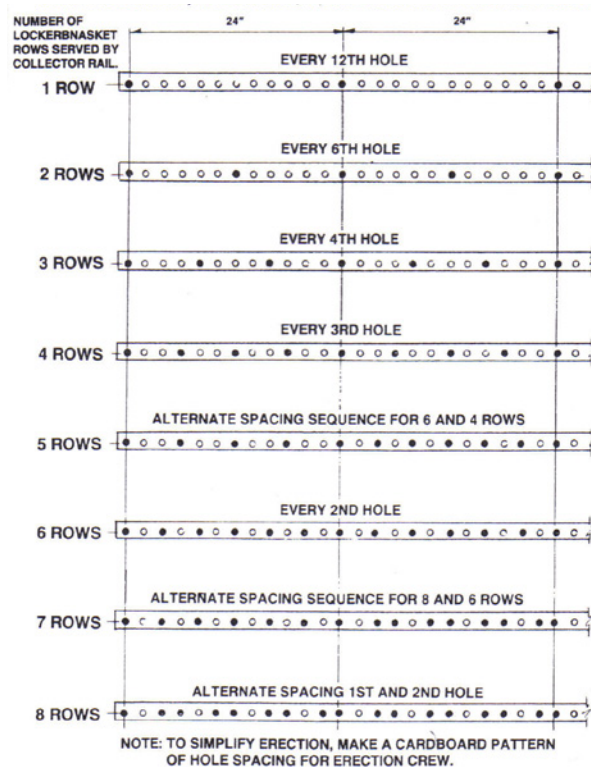 NUMBER OF
LOCKERBNASKET
ROWS SERVED BY
COLLECTOR RAIL.
24" 24"
EVERY 12TH HOLE
1 ROW
EVERY 6TH HOLE
2 ROWS
EVERY 4TH HOLE
3 ROWS
EVERY 3RD HOLE
4 ROWS
ALTERNATE SPACING SEQUENCE FOR 6 AND 4 ROWS
5 ROWS
EVERY 2ND HOLE
6 ROWS
ALTERNATE SPACING SEQUENCE FOR 8 AND 6 ROWS
7 ROWS
ALTERNATE SPACING 1ST AND 2ND HOLE
8 ROWS
NOTE: TO SIMPLIFY ERECTION, MAKE A CARDBOARD PATTERN
OF HOLE SPACING FOR ERECTION CREW.